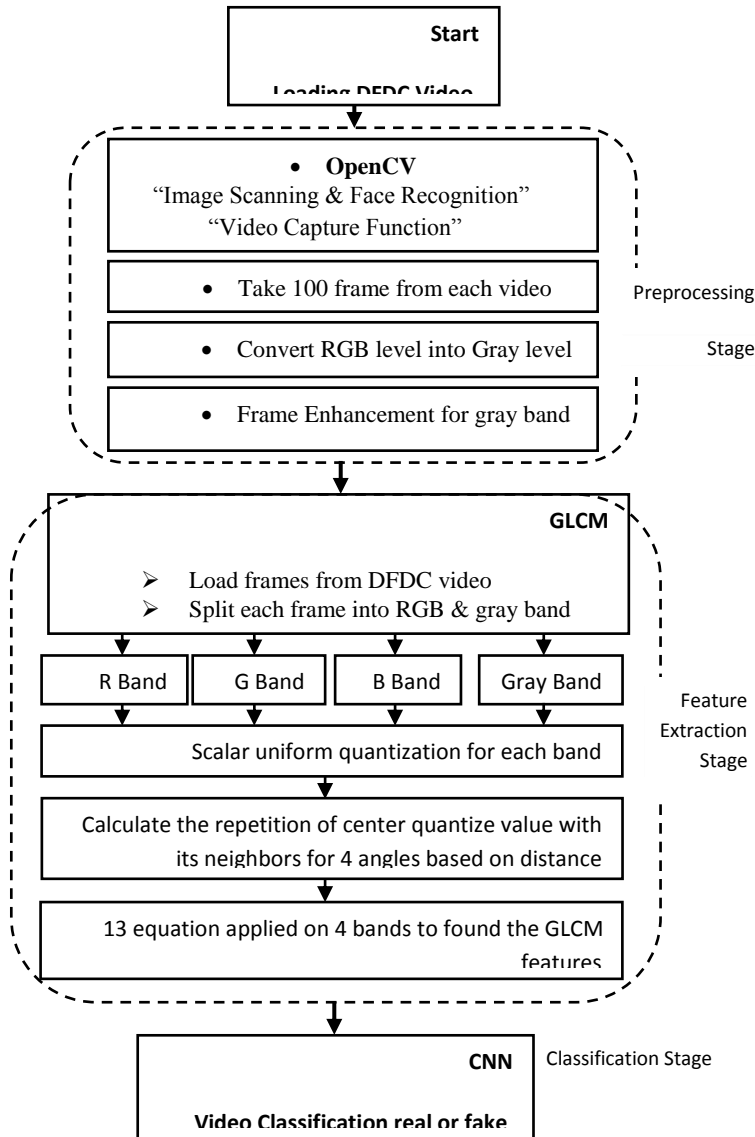 Start
Loading DFDC Video
• OpenCV
“Image Scanning & Face Recognition”
“Video Capture Function”
• Take 100 frame from each video
• Convert RGB level into Gray level
• Frame Enhancement for gray band
Preprocessing
Stage
GLCM
➢ Load frames from DFDC video
➢ Split each frame into RGB & gray band
R Band
G Band
B Band
Gray Band
Scalar uniform quantization for each band
Calculate the repetition of center quantize value with
its neighbors for 4 angles based on distance
13 equation applied on 4 bands to found the GLCM
features
Feature
Extraction
Stage
CNN
Video Classification real or fake
Classification Stage